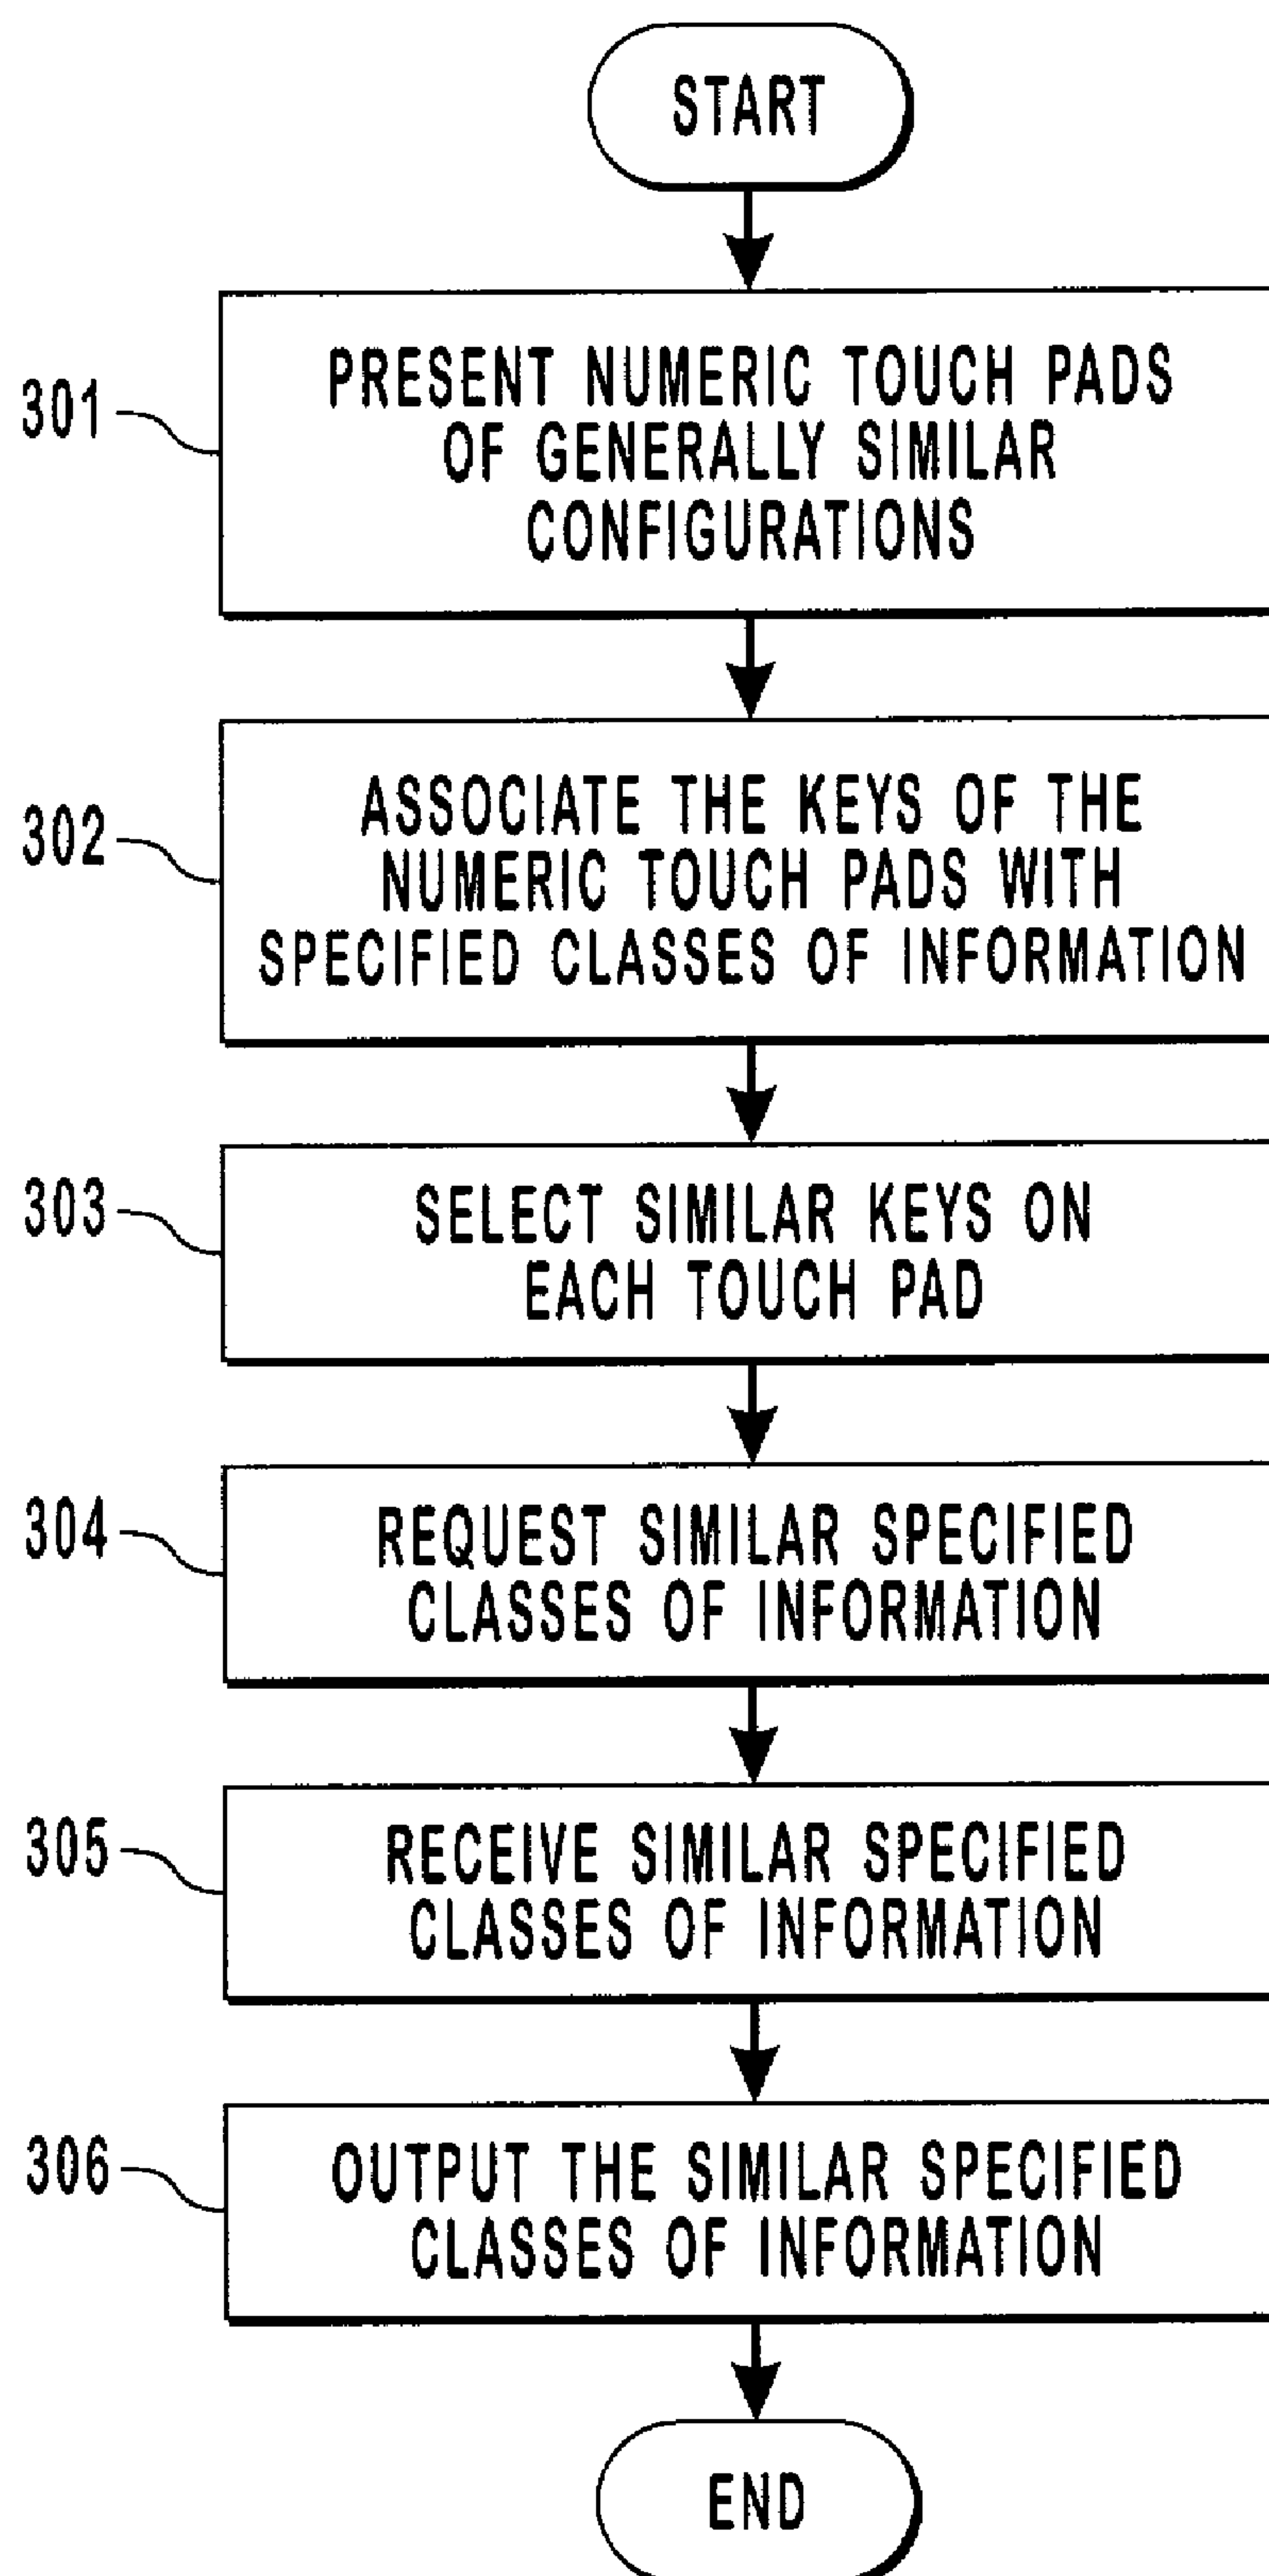 START
301
PRESENT NUMERIC TOUCH PADS
OF GENERALLY SIMILAR
CONFIGURATIONS
302
ASSOCIATE THE KEYS OF THE
NUMERIC TOUCH PADS WITH
SPECIFIED CLASSES OF INFORMATION
303
SELECT SIMILAR KEYS ON
EACH TOUCH PAD
304
REQUEST SIMILAR SPECIFIED
CLASSES OF INFORMATION
305
RECEIVE SIMILAR SPECIFIED
CLASSES OF INFORMATION
306
OUTPUT THE SIMILAR SPECIFIED
CLASSES OF INFORMATION
END